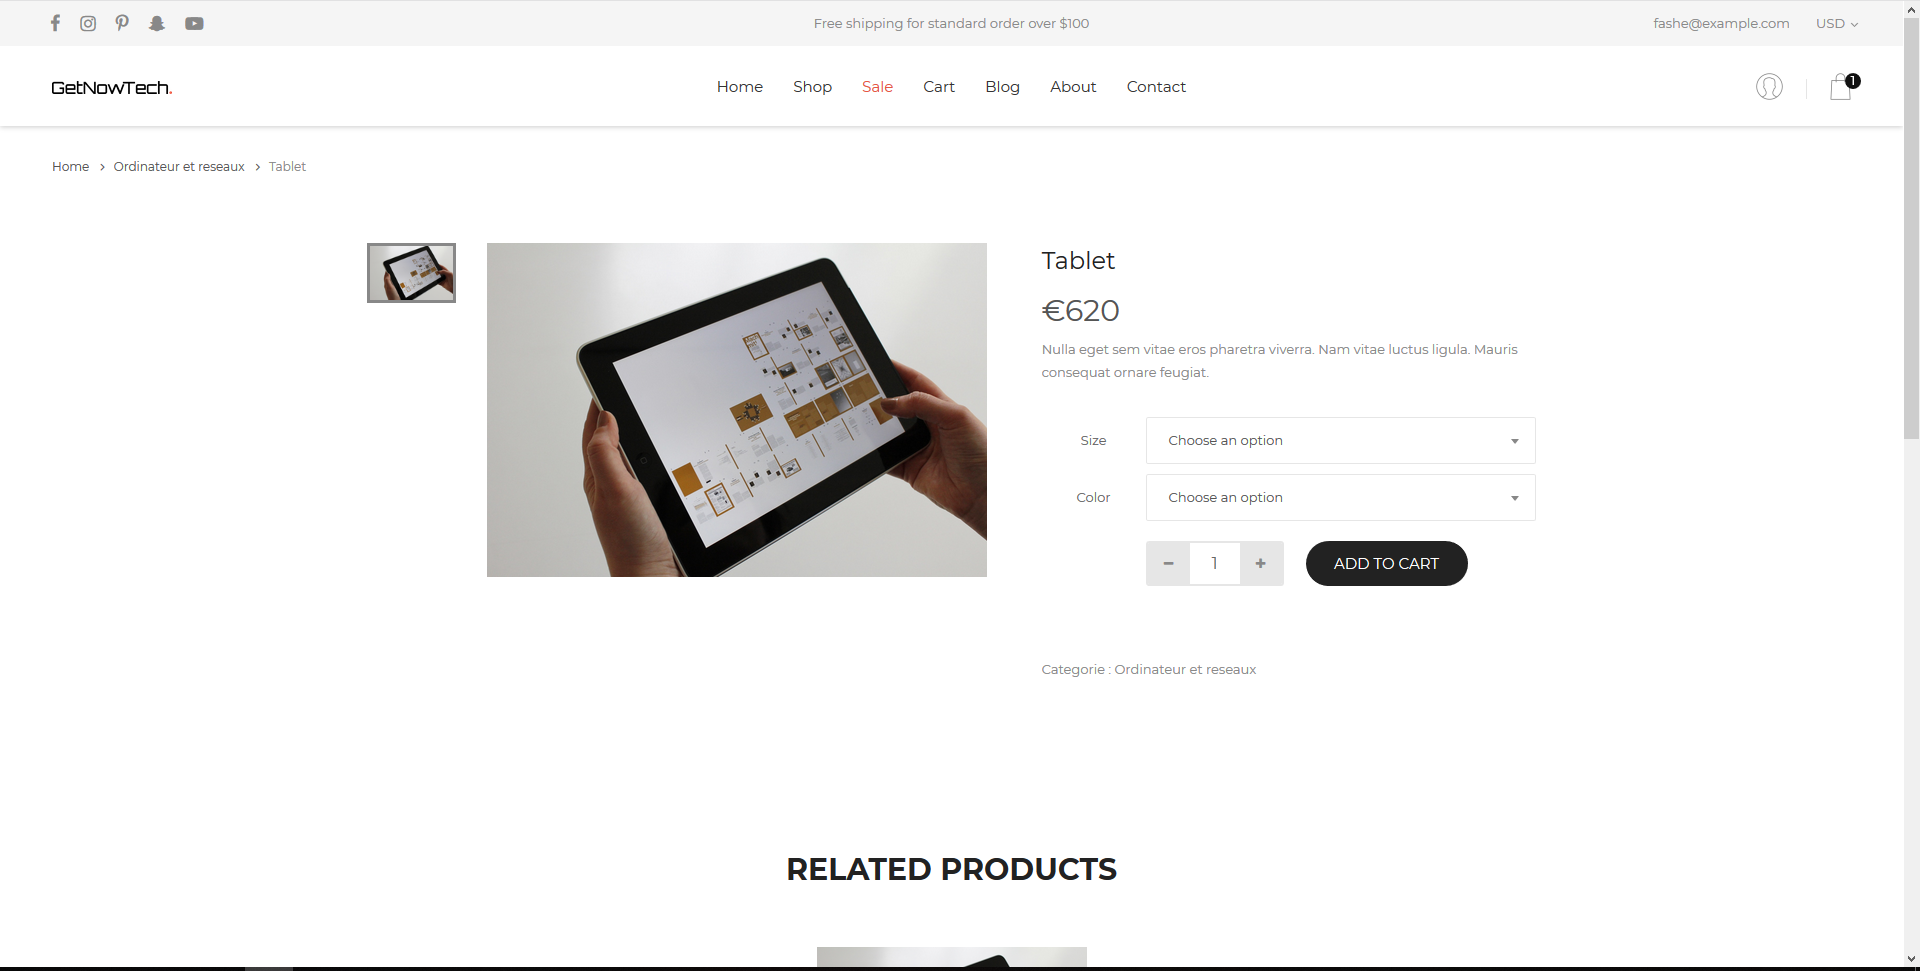 Free shipping for standard order over $100
fashe@example.com
USD
GetNowTech.
Home
Shop
Sale
Cart
Blog
About
Contact
1
Home > Ordinateur et reseaux > Tablet
Tablet
€620
Nulla eget sem vitae eros pharetra viverra. Nam vitae luctus ligula. Mauris
consequat ornare feugiat.
Size
Choose an option
Color
Choose an option
− 1 +
ADD TO CART
Categorie : Ordinateur et reseaux
RELATED PRODUCTS